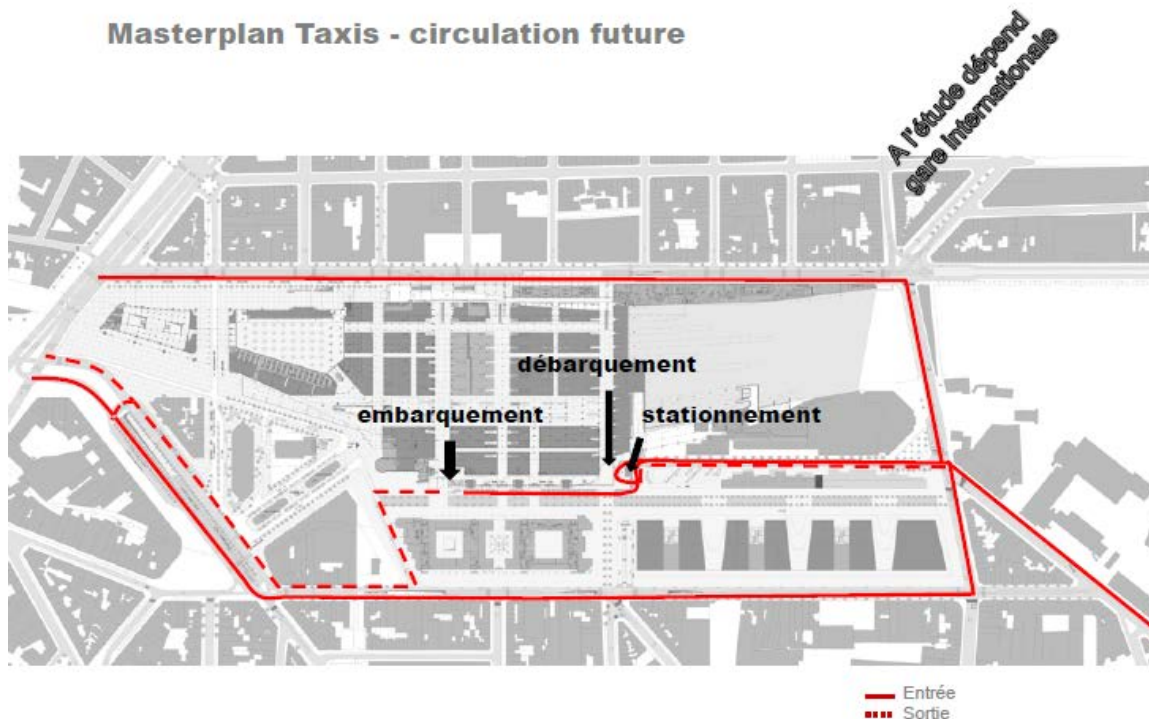 Masterplan Taxis - circulation future
A l'étude dépend
gare Internationale
débarquement
embarquement
stationnement
Entrée
Sortie